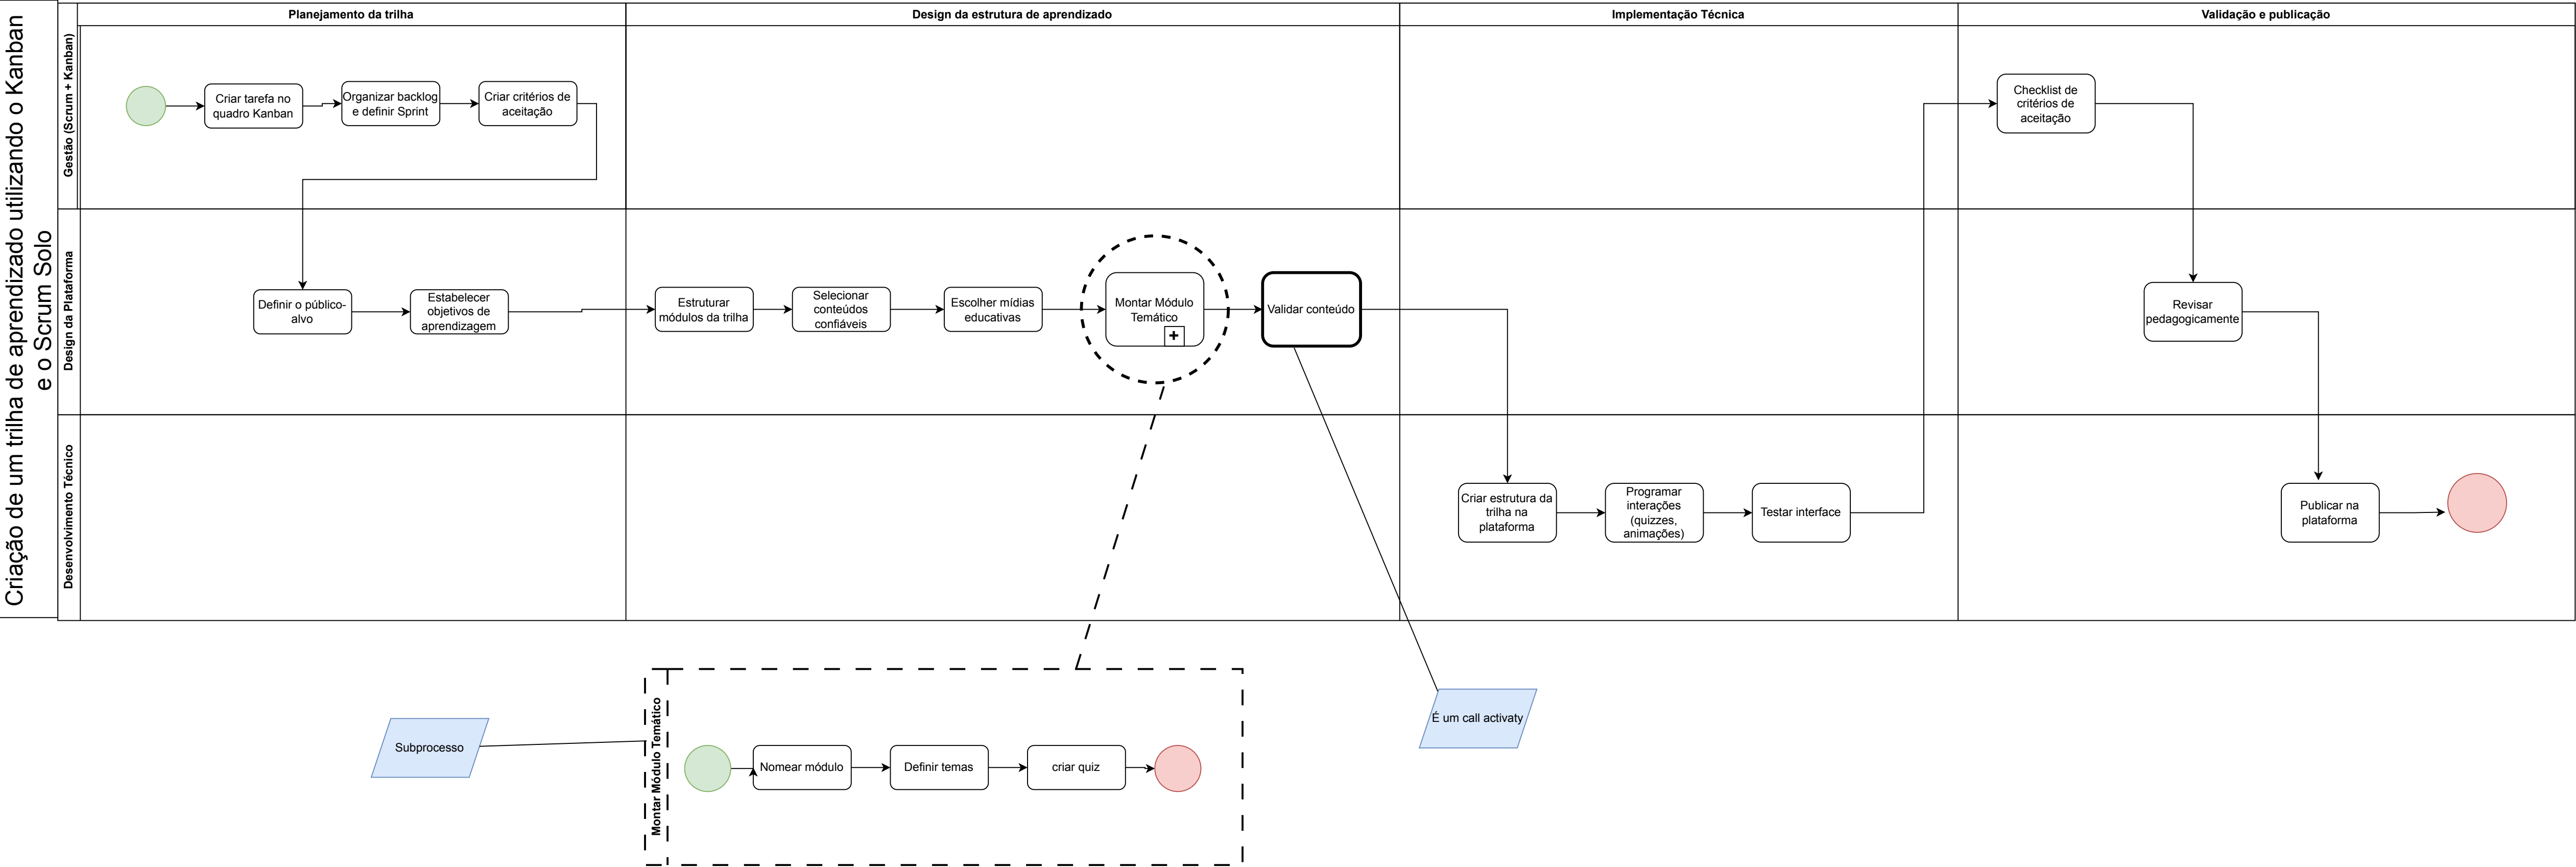 Criação de um trilha de aprendizado utilizando o Kanban
e o Scrum Solo
Planejamento da trilha
Design da estrutura de aprendizado
Implementação Técnica
Validação e publicação
Gestão (Scrum + Kanban)
Criar tarefa no
quadro Kanban
Organizar backlog
e definir Sprint
Criar critérios de
aceitação
Checklist de
critérios de
aceitação
Design da Plataforma
Definir o público-
alvo
Estabelecer
objetivos de
aprendizagem
Estruturar
módulos da trilha
Selecionar
conteúdos
confiáveis
Escolher mídias
educativas
Montar Módulo
Temático
+
Validar conteúdo
Revisar
pedagogicamente
Desenvolvimento Técnico
Criar estrutura da
trilha na
plataforma
Programar
interações
(quizzes,
animações)
Testar interface
Publicar na
plataforma
Subprocesso
Montar Módulo Temático
Nomear módulo
Definir temas
criar quiz
É um call activaty